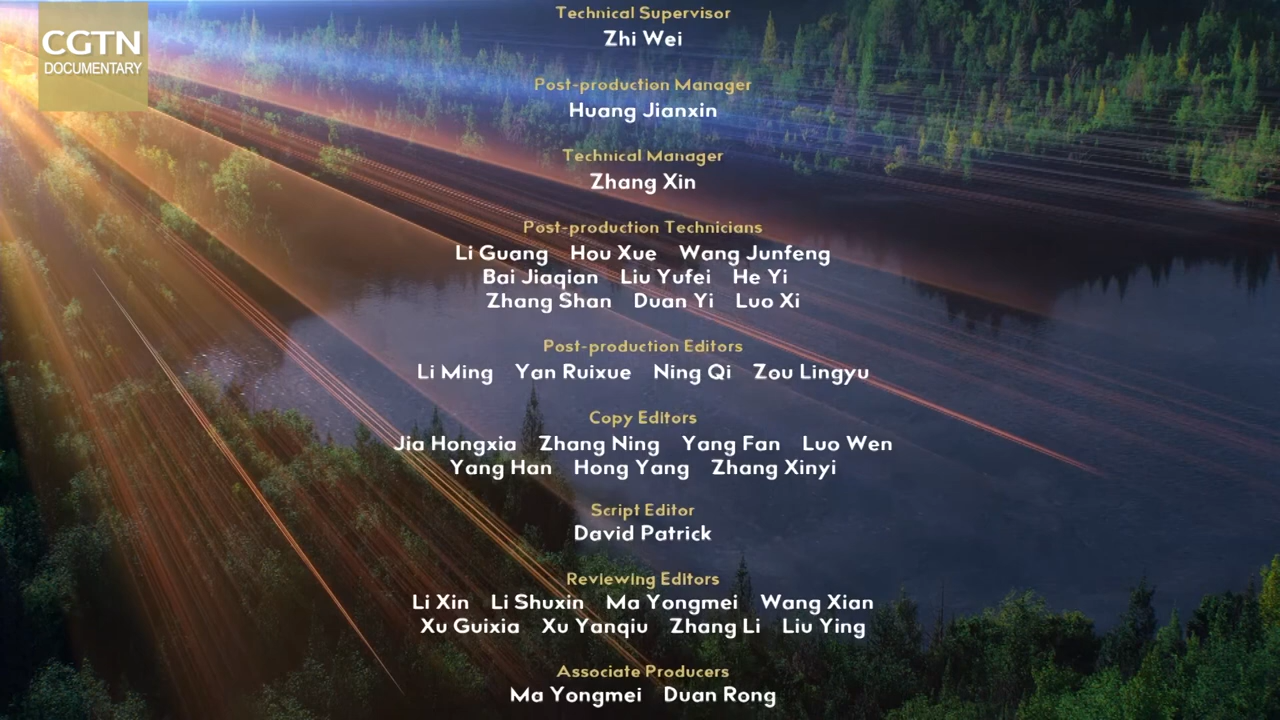 CGTN
DOCUMENTARY
Technical Supervisor
Zhi Wei
Post-production Manager
Huang Jianxin
Technical Manager
Zhang Xin
Post-production Technicians
Li Guang Hou Xue Wang Junfeng
Bai Jiaqian Liu Yufei He Yi
Zhang Shan Duan Yi Luo Xi
Post-production Editors
Li Ming Yan Ruixue Ning Qi Zou Lingyu
Copy Editors
Jia Hongxia Zhang Ning Yang Fan Luo Wen
Yang Han Hong Yang Zhang Xinyi
Script Editor
David Patrick
Reviewing Editors
Li Xin Li Shuxin Ma Yongmei Wang Xian
Xu Guixia Xu Yanqiu Zhang Li Liu Ying
Associate Producers
Ma Yongmei Duan Rong